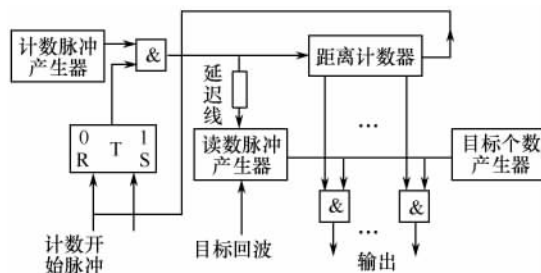 计数脉冲
产生器
&
延
迟
线
距离计数器
0 1
R T S
…
读数脉冲
产生器
目标个数
产生器
& &
计数开
始脉冲
目标回波
…
输出